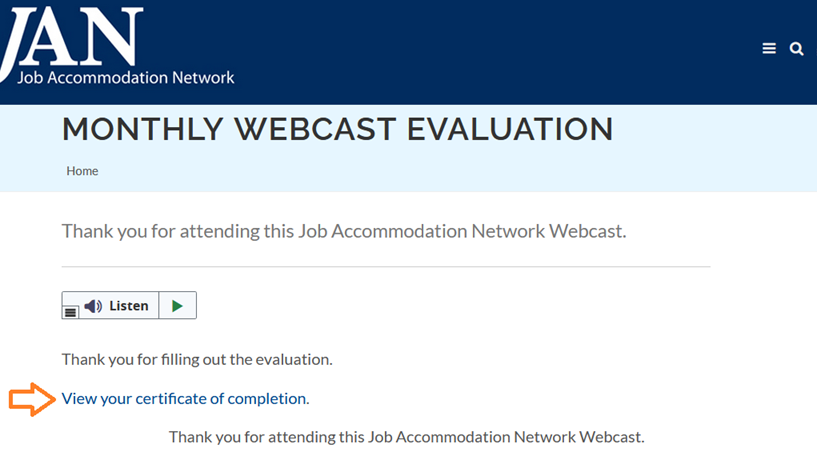 JAN
Job Accommodation Network
MONTHLY WEBCAST EVALUATION
Home
Thank you for attending this Job Accommodation Network Webcast.
Listen
Thank you for filling out the evaluation.
View your certificate of completion.
Thank you for attending this Job Accommodation Network Webcast.